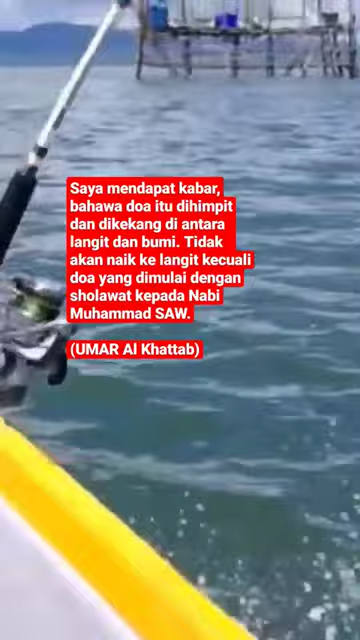 Saya mendapat kabar,
bahawa doa itu dihimpit
dan dikekang di antara
langit dan bumi. Tidak
akan naik ke langit kecuali
doa yang dimulai dengan
sholawat kepada Nabi
Muhammad SAW.
(UMAR Al Khattab)